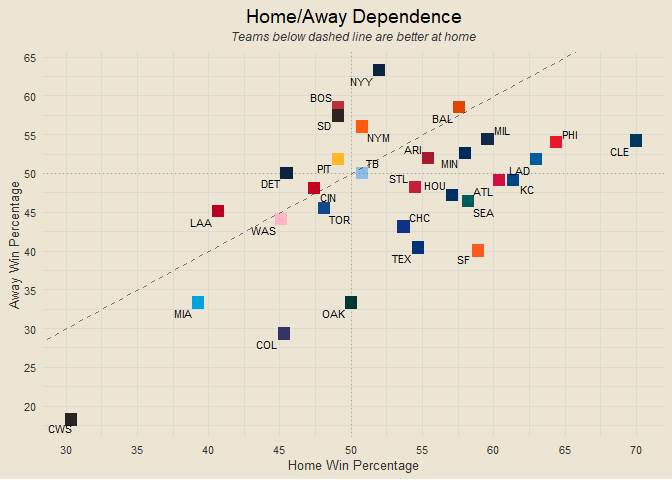 Home/Away Dependence
Teams below dashed line are better at home
65
60
55
50
45
40
35
30
25
20
Away Win Percentage
NYY
BOS
SD
NYM
BAL
MIL
PHI
CLE
ARI
MIN
LAD
PIT
TB
DET
STL
HOU
ATL
KC
CIN
LAA
WAS
TOR
CHC
SEA
TEX
SF
MIA
OAK
COL
CWS
30
35
40
45
50
55
60
65
70
Home Win Percentage